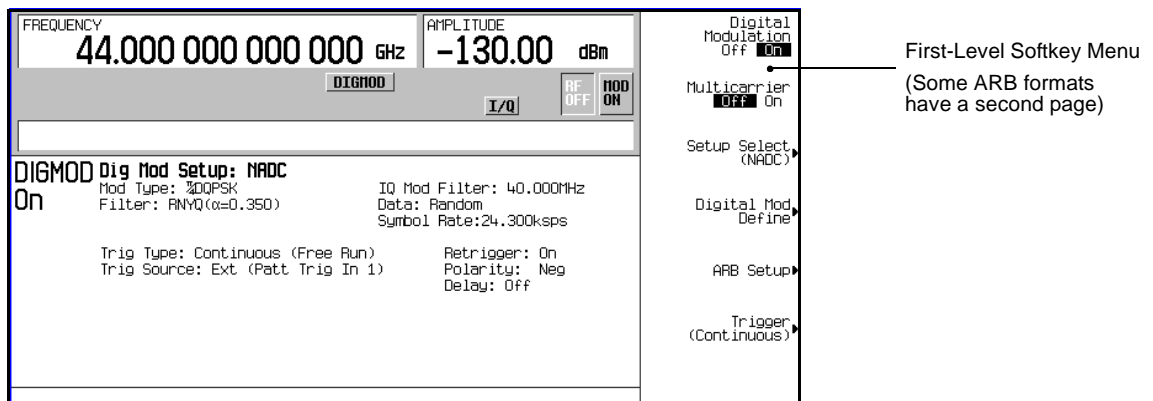 FREQUENCY
44.000 000 000 000 GHz
AMPLITUDE
-130.00 dBm
DIGMOD
I/Q
RF OFF
MOD ON
DIGMOD On
Dig Mod Setup: NADC
Mod Type: π/4DQPSK
Filter: RNYQ(α=0.350)
IQ Mod Filter: 40.000MHz
Data: Random
Symbol Rate:24.300ksps
Trig Type: Continuous (Free Run)
Trig Source: Ext (Patt Trig In 1)
Retrigger: On
Polarity: Neg
Delay: Off
Digital
Modulation
Off On
Multicarrier
Off On
Setup Select
(NADC)
Digital Mod
Define
ARB Setup
Trigger
(Continuous)
First-Level Softkey Menu
(Some ARB formats
have a second page)